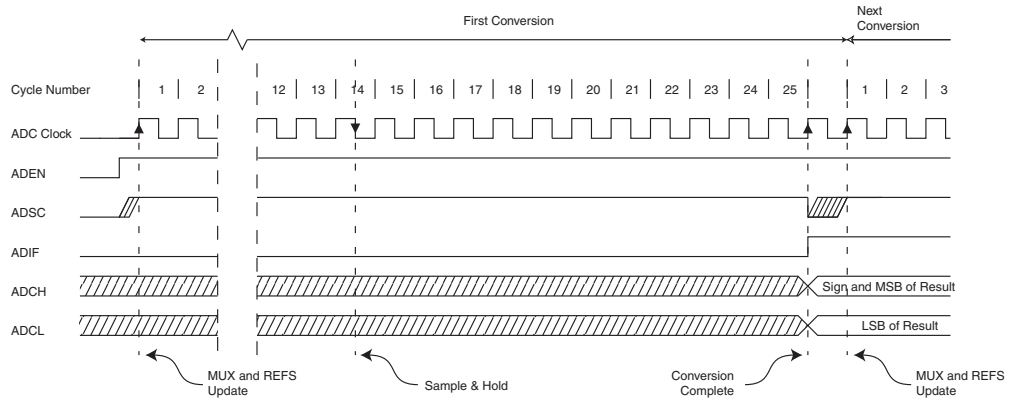 First Conversion
Next
Conversion
Cycle Number 1 2 12 13 14 15 16 17 18 19 20 21 22 23 24 25 1 2 3
ADC Clock
ADEN
ADSC
ADIF
ADCH Sign and MSB of Result
ADCL LSB of Result
MUX and REFS
Update
Sample & Hold
Conversion
Complete
MUX and REFS
Update